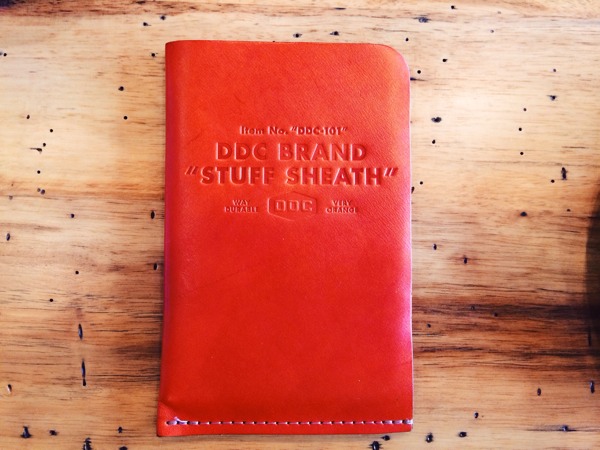 Item No. "DDC-101"
DDC BRAND
"STUFF SHEATH"
WAY
DURABLE
DDC
VERY
ORANGE